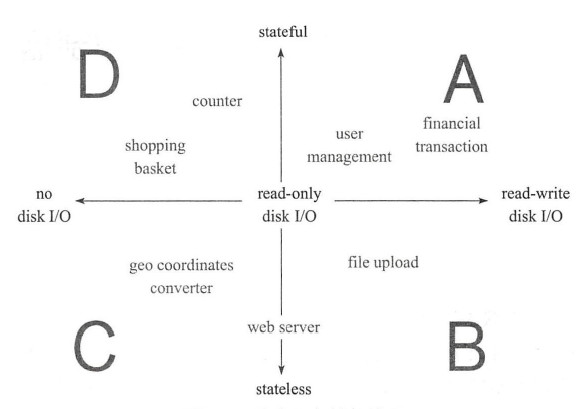 stateful
D
A
counter
financial
transaction
user
management
shopping
basket
no
disk I/O
read-only
disk I/O
read-write
disk I/O
geo coordinates
converter
file upload
web server
C
B
stateless